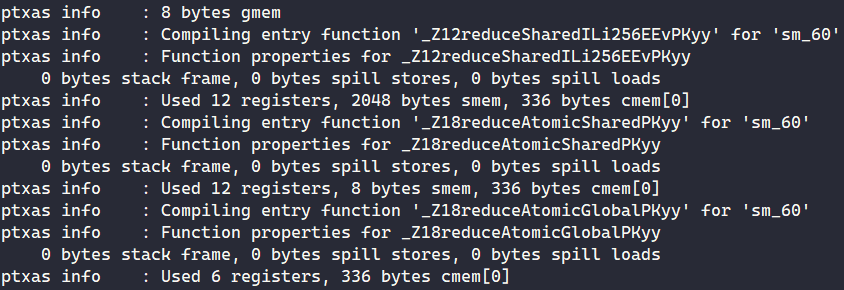 ptxas info    : 8 bytes gmem
ptxas info    : Compiling entry function '_Z12reduceSharedILi256EEvPKyy' for 'sm_60'
ptxas info    : Function properties for _Z12reduceSharedILi256EEvPKyy
    0 bytes stack frame, 0 bytes spill stores, 0 bytes spill loads
ptxas info    : Used 12 registers, 2048 bytes smem, 336 bytes cmem[0]
ptxas info    : Compiling entry function '_Z18reduceAtomicSharedPKyy' for 'sm_60'
ptxas info    : Function properties for _Z18reduceAtomicSharedPKyy
    0 bytes stack frame, 0 bytes spill stores, 0 bytes spill loads
ptxas info    : Used 12 registers, 8 bytes smem, 336 bytes cmem[0]
ptxas info    : Compiling entry function '_Z18reduceAtomicGlobalPKyy' for 'sm_60'
ptxas info    : Function properties for _Z18reduceAtomicGlobalPKyy
    0 bytes stack frame, 0 bytes spill stores, 0 bytes spill loads
ptxas info    : Used 6 registers, 336 bytes cmem[0]